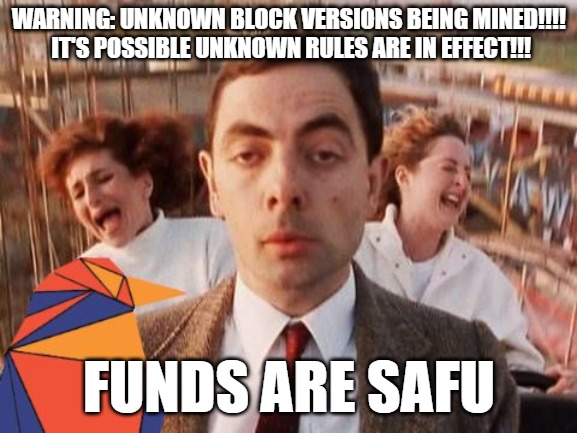 WARNING: UNKNOWN BLOCK VERSIONS BEING MINED!!!!
IT'S POSSIBLE UNKNOWN RULES ARE IN EFFECT!!!
FUNDS ARE SAFU